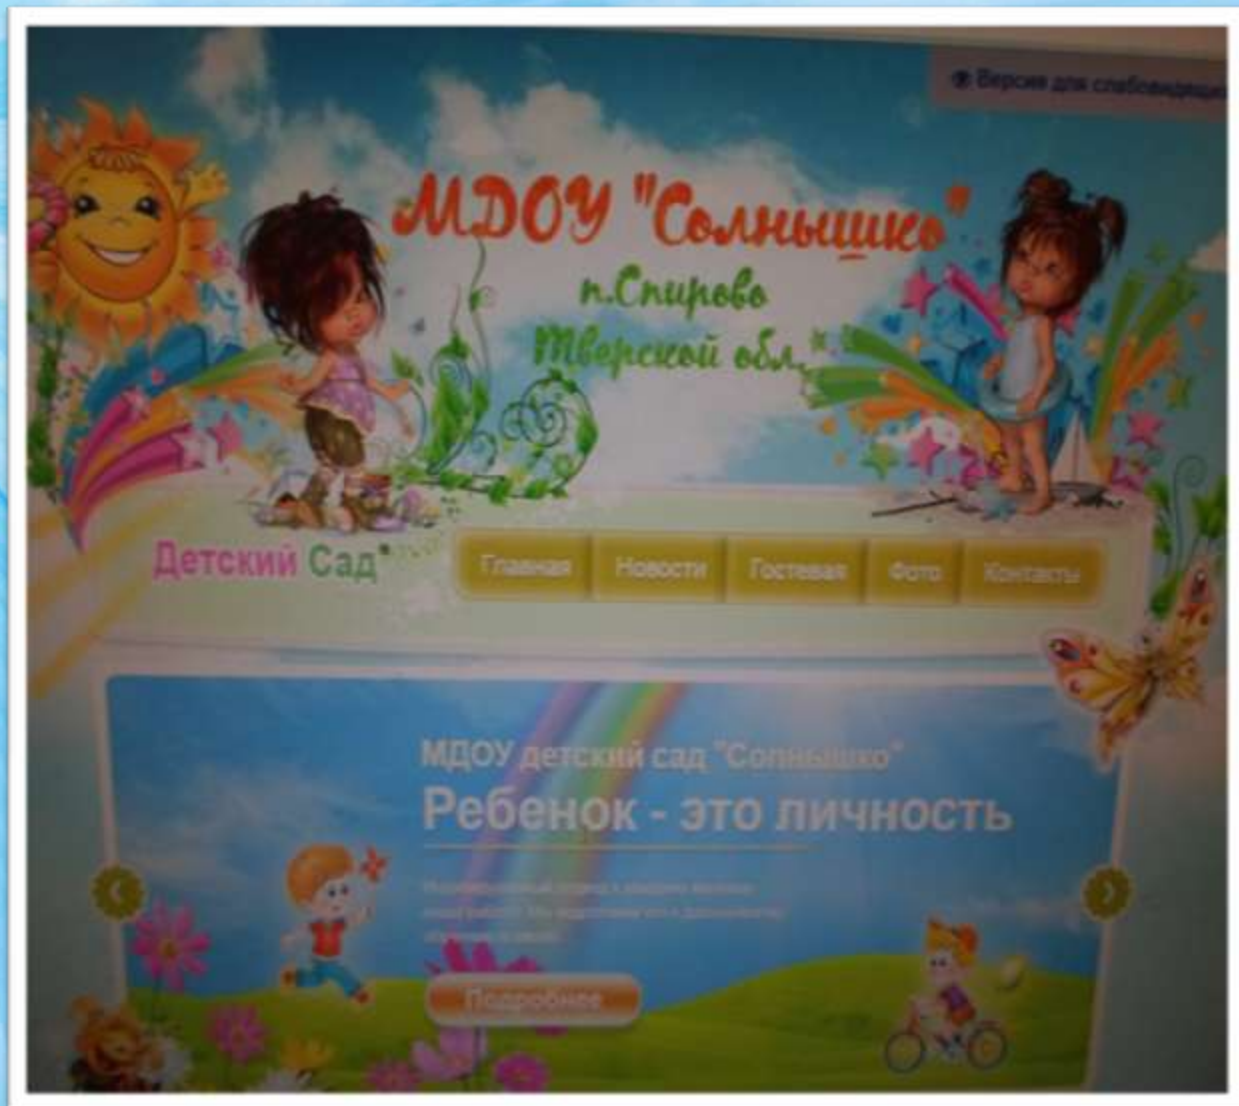 Версия для слабовидящих
МДОУ "Солнышко"
п.Спирово
Тверской обл.
Детский Сад
Главная Новости Гостевая Фото Контакты
МДОУ детский сад "Солнышко"
Ребенок - это личность
Подробнее